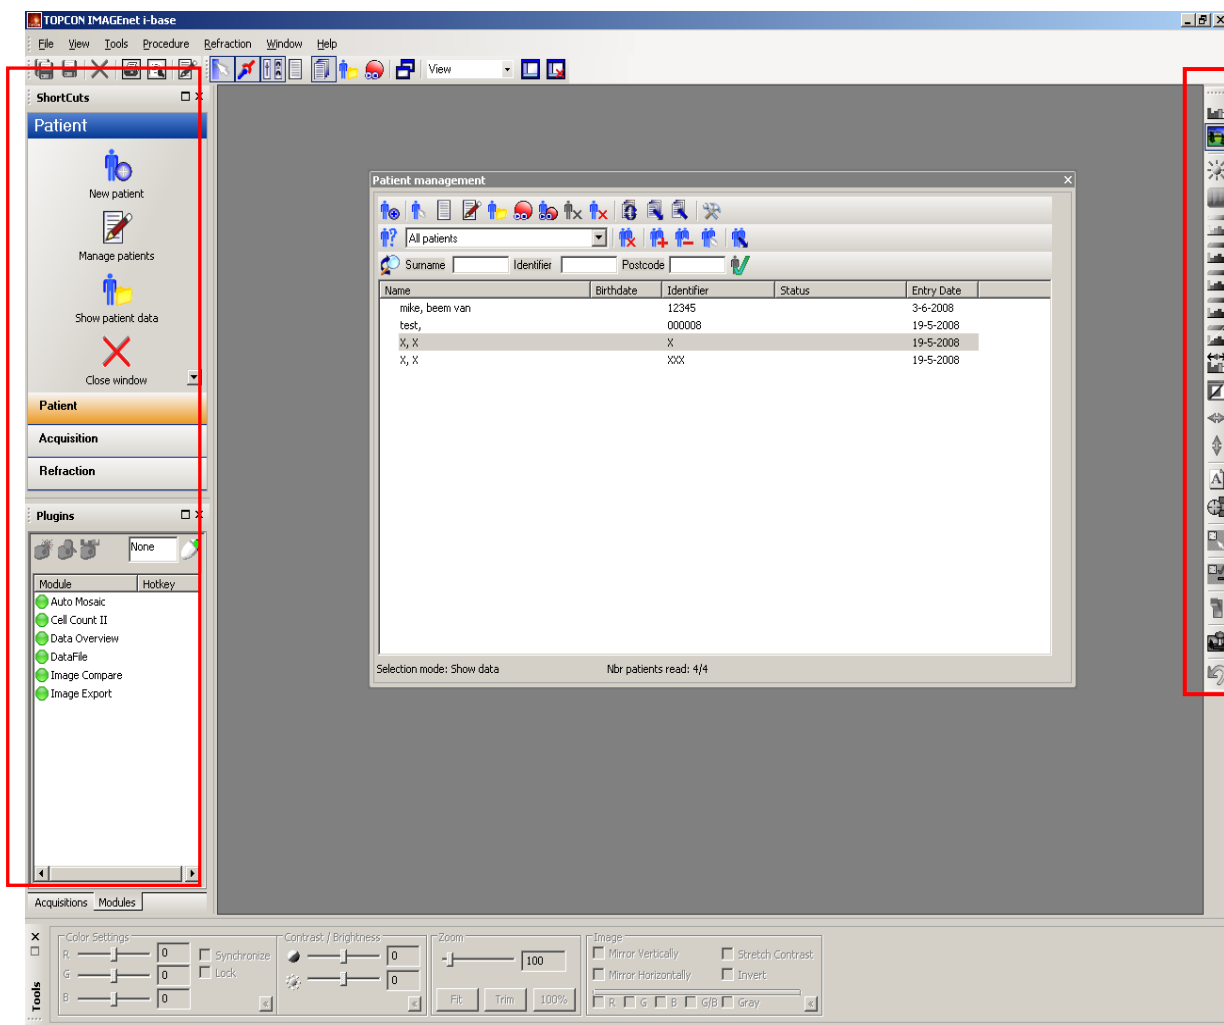 TOPCON IMAGEnet i-base
File View Tools Procedure Refraction Window Help
View
ShortCuts
Patient
New patient
Manage patients
Show patient data
Close window
Patient
Acquisition
Refraction
Plugins
None
Module Hotkey
Auto Mosaic
Cell Count II
Data Overview
DataFile
Image Compare
Image Export
Acquisitions Modules
Patient management
All patients
Surname Identifier Postcode
Name Birthdate Identifier Status Entry Date
mike, beem van 12345 3-6-2008
test, 000008 19-5-2008
X, X X 19-5-2008
X, X XXX 19-5-2008
Selection mode: Show data Nbr patients read: 4/4
Tools
Color Settings
R 0 Synchronize
G 0 Lock
B 0
Contrast / Brightness
0
0
Zoom
100
Fit Trim 100%
Image
Mirror Vertically Stretch Contrast
Mirror Horizontally Invert
R G B G/B Gray